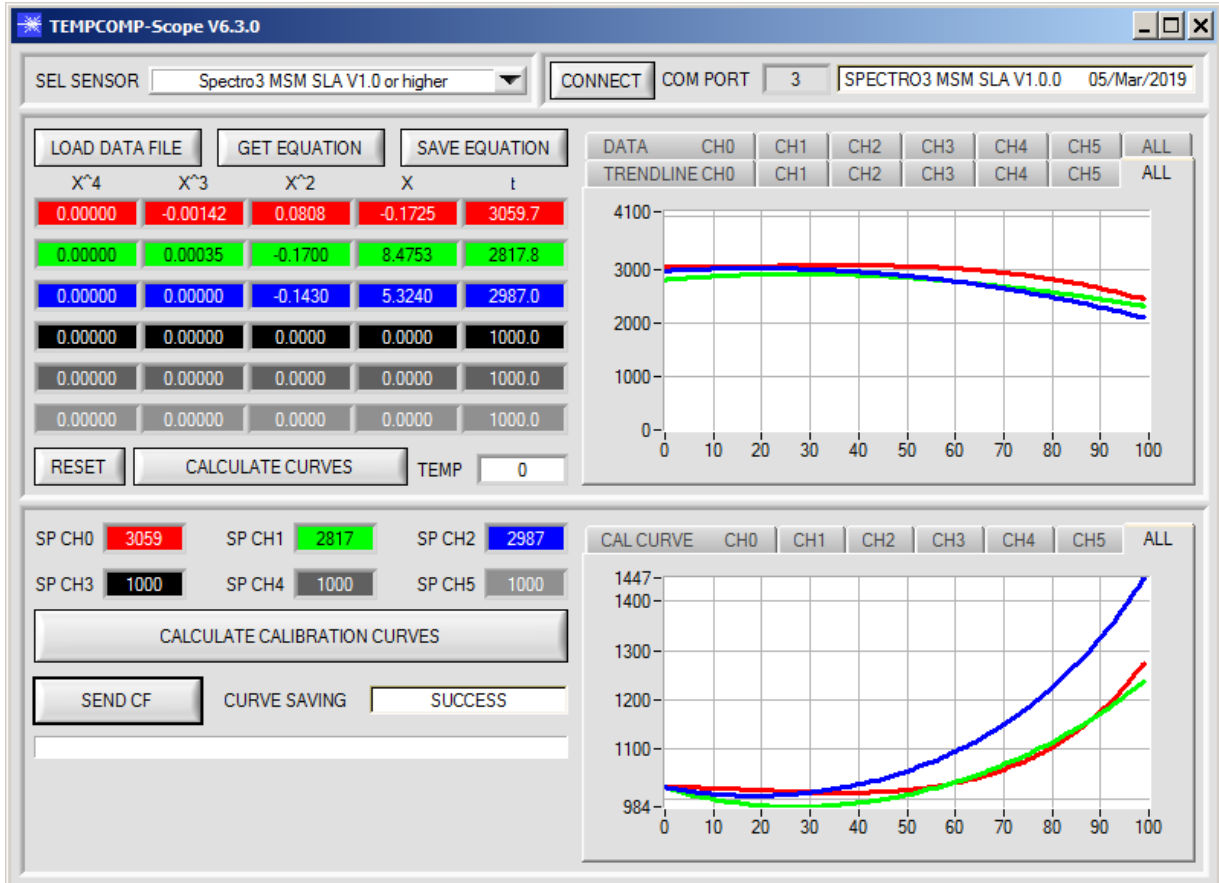 TEMPCOMP-Scope V6.3.0
SEL SENSOR Spectro3 MSM SLA V1.0 or higher CONNECT COM PORT 3 SPECTRO3 MSM SLA V1.0.0 05/Mar/2019
LOAD DATA FILE GET EQUATION SAVE EQUATION
X^4 X^3 X^2 X t
0.00000 -0.00142 0.0808 -0.1725 3059.7
0.00000 0.00035 -0.1700 8.4753 2817.8
0.00000 0.00000 -0.1430 5.3240 2987.0
0.00000 0.00000 0.0000 0.0000 1000.0
0.00000 0.00000 0.0000 0.0000 1000.0
0.00000 0.00000 0.0000 0.0000 1000.0
RESET CALCULATE CURVES TEMP 0
DATA CH0 CH1 CH2 CH3 CH4 CH5 ALL
TRENDLINE CH0 CH1 CH2 CH3 CH4 CH5 ALL
4100
3000
2000
1000
0
0 10 20 30 40 50 60 70 80 90 100
SP CH0 3059 SP CH1 2817 SP CH2 2987
SP CH3 1000 SP CH4 1000 SP CH5 1000
CALCULATE CALIBRATION CURVES
SEND CF CURVE SAVING SUCCESS
CAL CURVE CH0 CH1 CH2 CH3 CH4 CH5 ALL
1447
1400
1300
1200
1100
984
0 10 20 30 40 50 60 70 80 90 100